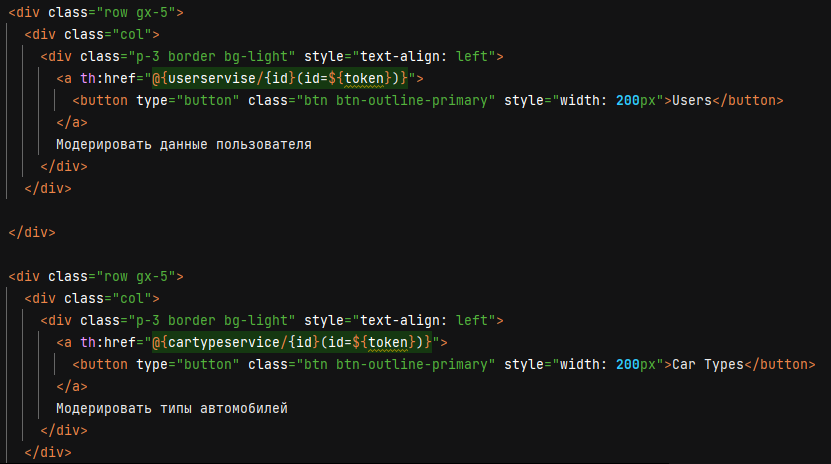 <div class="row gx-5">
<div class="col">
<div class="p-3 border bg-light" style="text-align: left">
<a th:href="@{userservise/{id}(id=${token})}">
<button type="button" class="btn btn-outline-primary" style="width: 200px">Users</button>
</a>
Модерировать данные пользователя
</div>
</div>
</div>
<div class="row gx-5">
<div class="col">
<div class="p-3 border bg-light" style="text-align: left">
<a th:href="@{cartypeservice/{id}(id=${token})}">
<button type="button" class="btn btn-outline-primary" style="width: 200px">Car Types</button>
</a>
Модерировать типы автомобилей
</div>
</div>